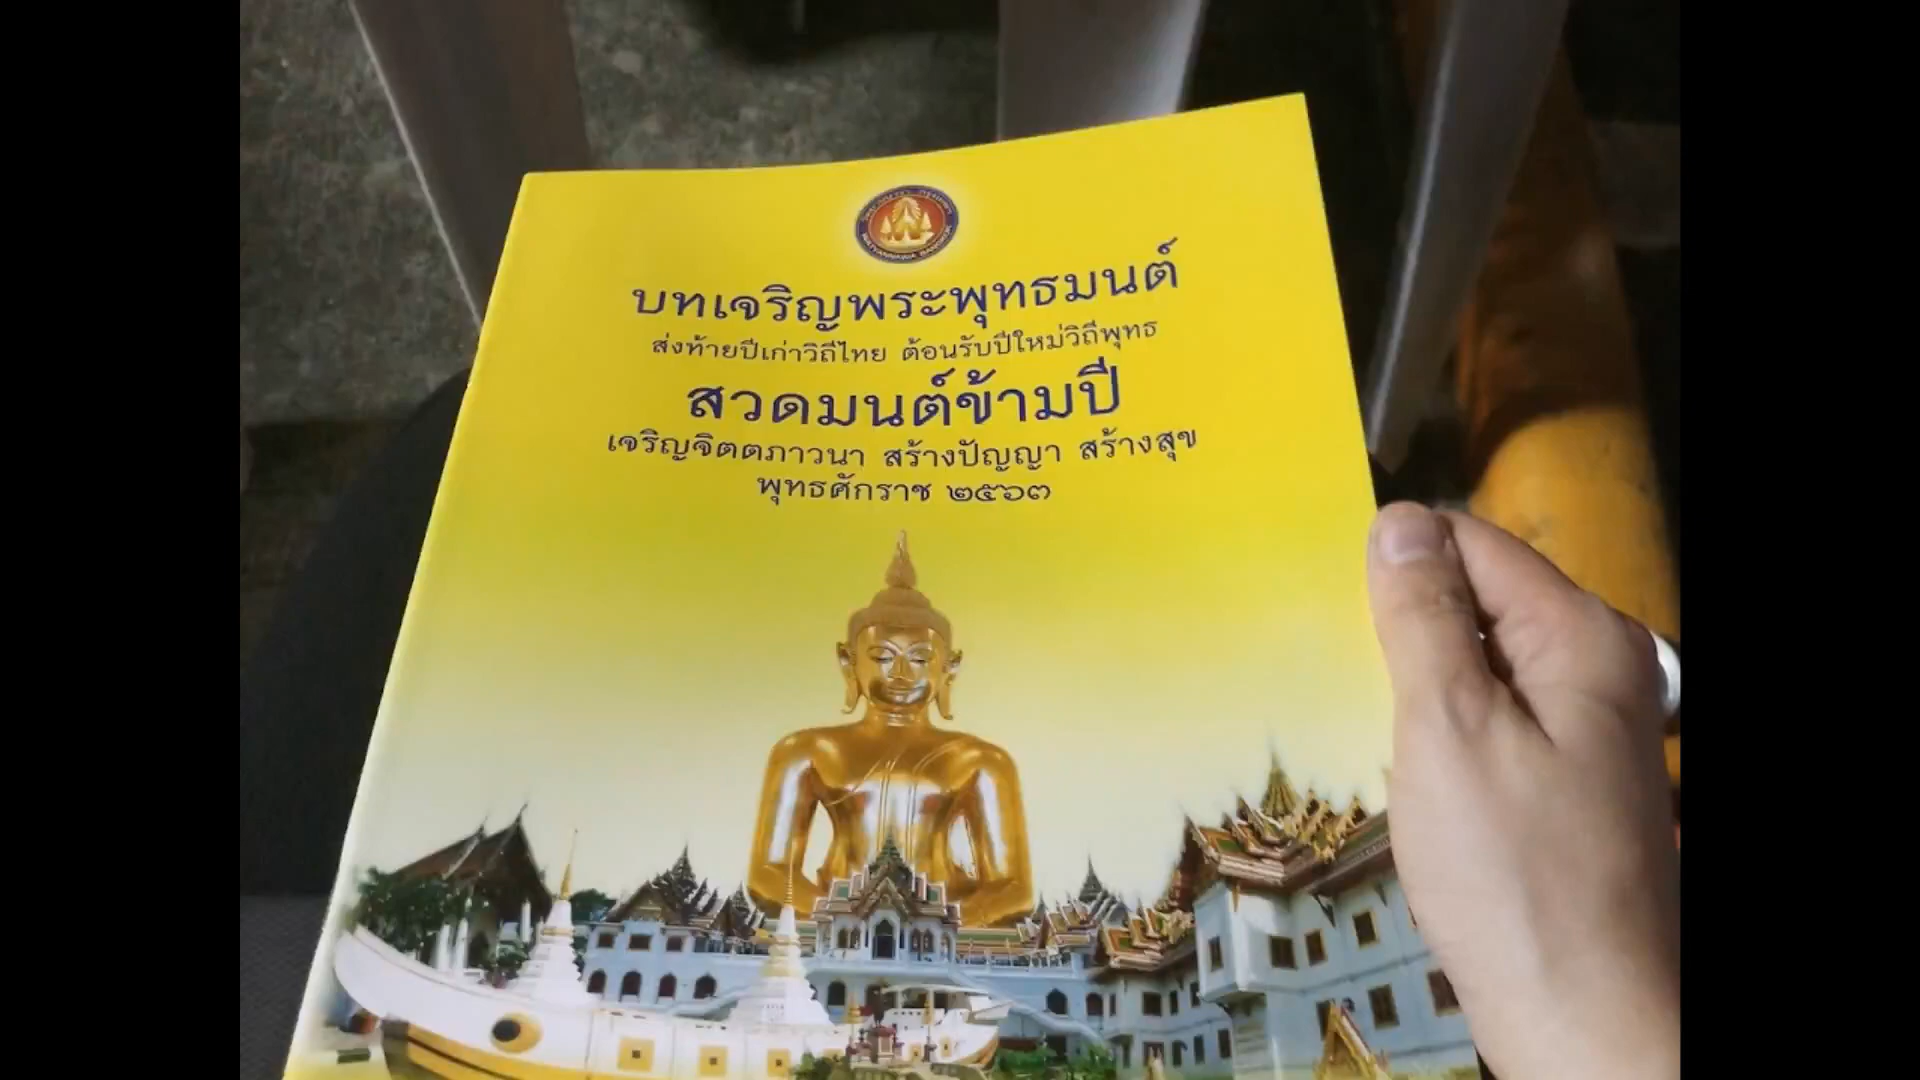 บทเจริญพระพุทธมนต์
ส่งท้ายปีเก่าวิถีไทย ต้อนรับปีใหม่วิถีพุทธ
สวดมนต์ข้ามปี
เจริญจิตตภาวนา สร้างปัญญา สร้างสุข
พุทธศักราช ๒๕๖๓